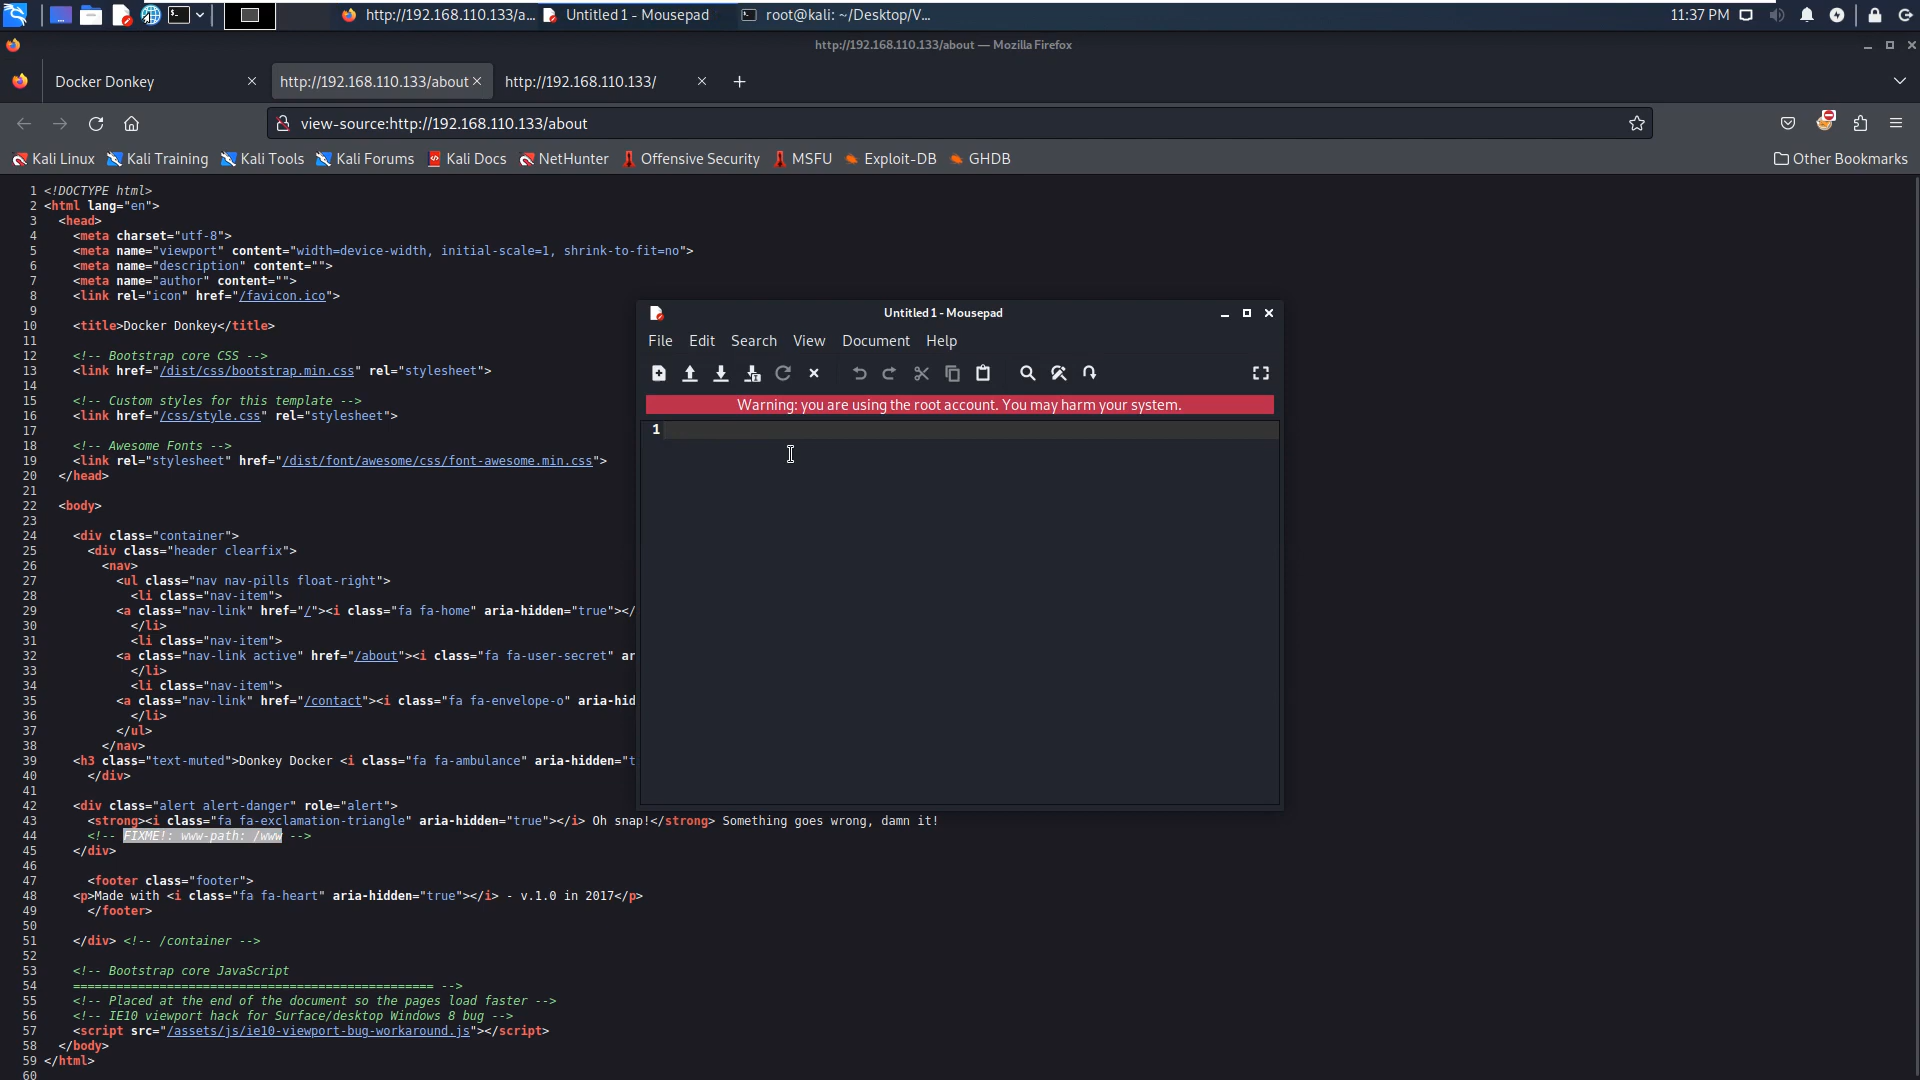 http://192.168.110.133/a...
Untitled 1 - Mousepad
root@kali: ~/Desktop/V...
11:37 PM
http://192.168.110.133/about — Mozilla Firefox
Docker Donkey
http://192.168.110.133/about
http://192.168.110.133/
view-source:http://192.168.110.133/about
Kali Linux
Kali Training
Kali Tools
Kali Forums
Kali Docs
NetHunter
Offensive Security
MSFU
Exploit-DB
GHDB
Other Bookmarks
1 <!DOCTYPE html>
2 <html lang="en">
3 <head>
4 <meta charset="utf-8">
5 <meta name="viewport" content="width=device-width, initial-scale=1, shrink-to-fit=no">
6 <meta name="description" content="">
7 <meta name="author" content="">
8 <link rel="icon" href="/favicon.ico">
9
10 <title>Docker Donkey</title>
11
12 <!-- Bootstrap core CSS -->
13 <link href="/dist/css/bootstrap.min.css" rel="stylesheet">
14
15 <!-- Custom styles for this template -->
16 <link href="/css/style.css" rel="stylesheet">
17
18 <!-- Awesome Fonts -->
19 <link rel="stylesheet" href="/dist/font/awesome/css/font-awesome.min.css">
20 </head>
21
22 <body>
23
24 <div class="container">
25 <div class="header clearfix">
26 <nav>
27 <ul class="nav nav-pills float-right">
28 <li class="nav-item">
29 <a class="nav-link" href="/"><i class="fa fa-home" aria-hidden="true"></
30 </li>
31 <li class="nav-item">
32 <a class="nav-link active" href="/about"><i class="fa fa-user-secret" ar
33 </li>
34 <li class="nav-item">
35 <a class="nav-link" href="/contact"><i class="fa fa-envelope-o" aria-hid
36 </li>
37 </ul>
38 </nav>
39 <h3 class="text-muted">Donkey Docker <i class="fa fa-ambulance" aria-hidden="t
40 </div>
41
42 <div class="alert alert-danger" role="alert">
43 <strong><i class="fa fa-exclamation-triangle" aria-hidden="true"></i> Oh snap!</strong> Something goes wrong, damn it!
44 <!-- FIXME!: www-path: /www -->
45 </div>
46
47 <footer class="footer">
48 <p>Made with <i class="fa fa-heart" aria-hidden="true"></i> - v.1.0 in 2017</p>
49 </footer>
50
51 </div> <!-- /container -->
52
53 <!-- Bootstrap core JavaScript
54 ================================================== -->
55 <!-- Placed at the end of the document so the pages load faster -->
56 <!-- IE10 viewport hack for Surface/desktop Windows 8 bug -->
57 <script src="/assets/js/ie10-viewport-bug-workaround.js"></script>
58 </body>
59 </html>
60
Untitled 1 - Mousepad
File Edit Search View Document Help
Warning: you are using the root account. You may harm your system.
1